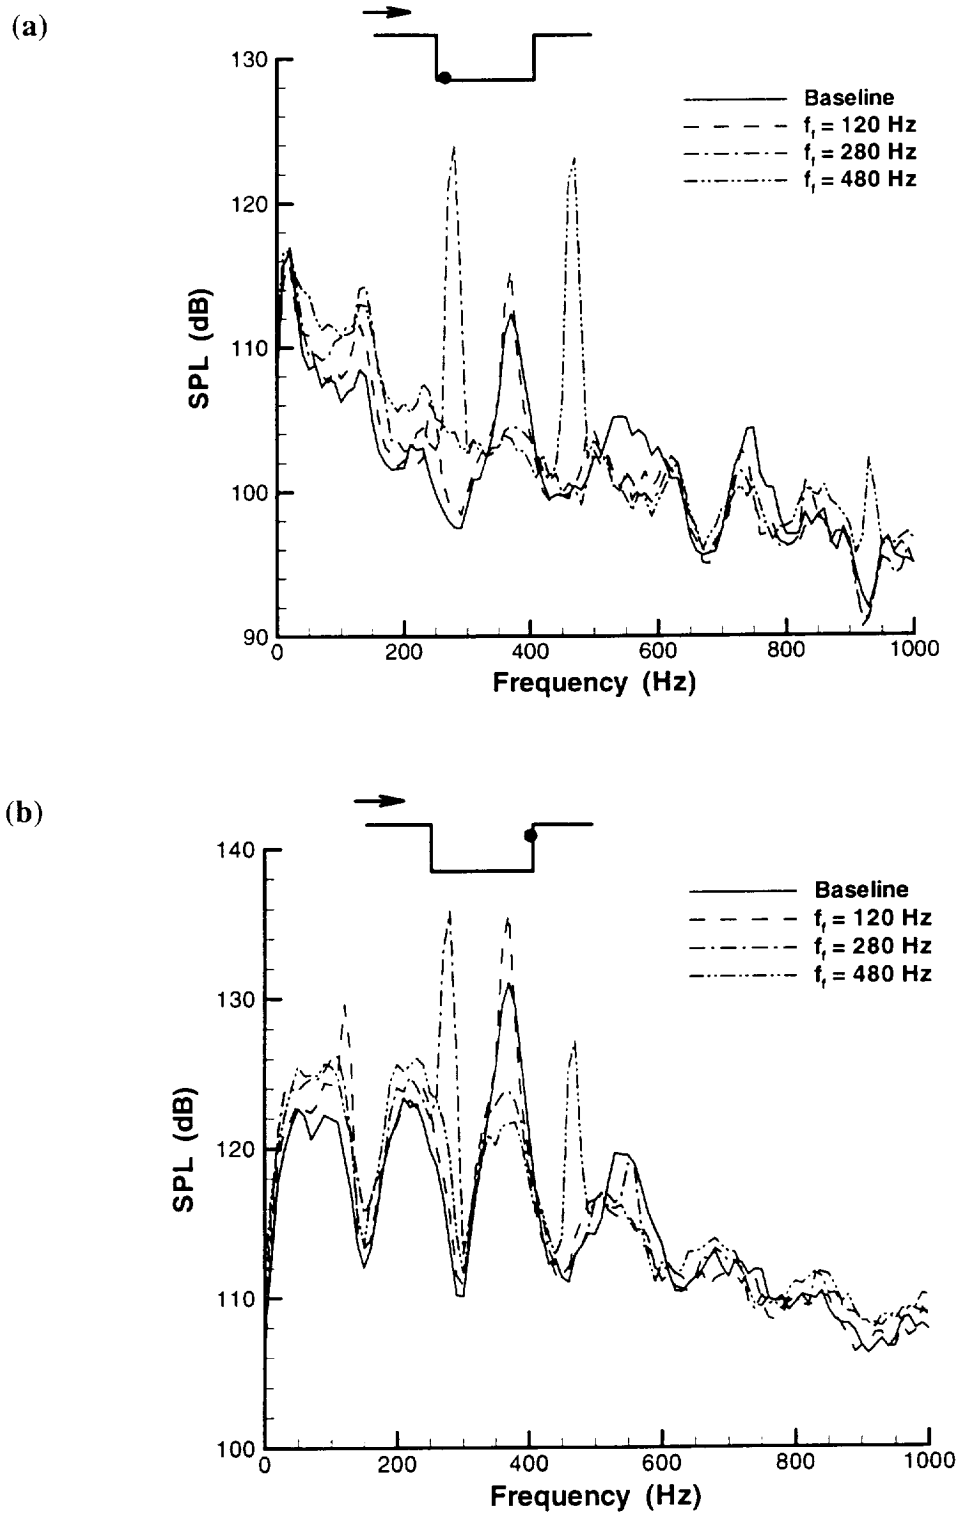 (a)
130
120
110
100
90
SPL (dB)
0 200 400 600 800 1000
Frequency (Hz)
Baseline
f_f = 120 Hz
f_f = 280 Hz
f_f = 480 Hz
(b)
140
130
120
110
100
SPL (dB)
0 200 400 600 800 1000
Frequency (Hz)
Baseline
f_f = 120 Hz
f_f = 280 Hz
f_f = 480 Hz